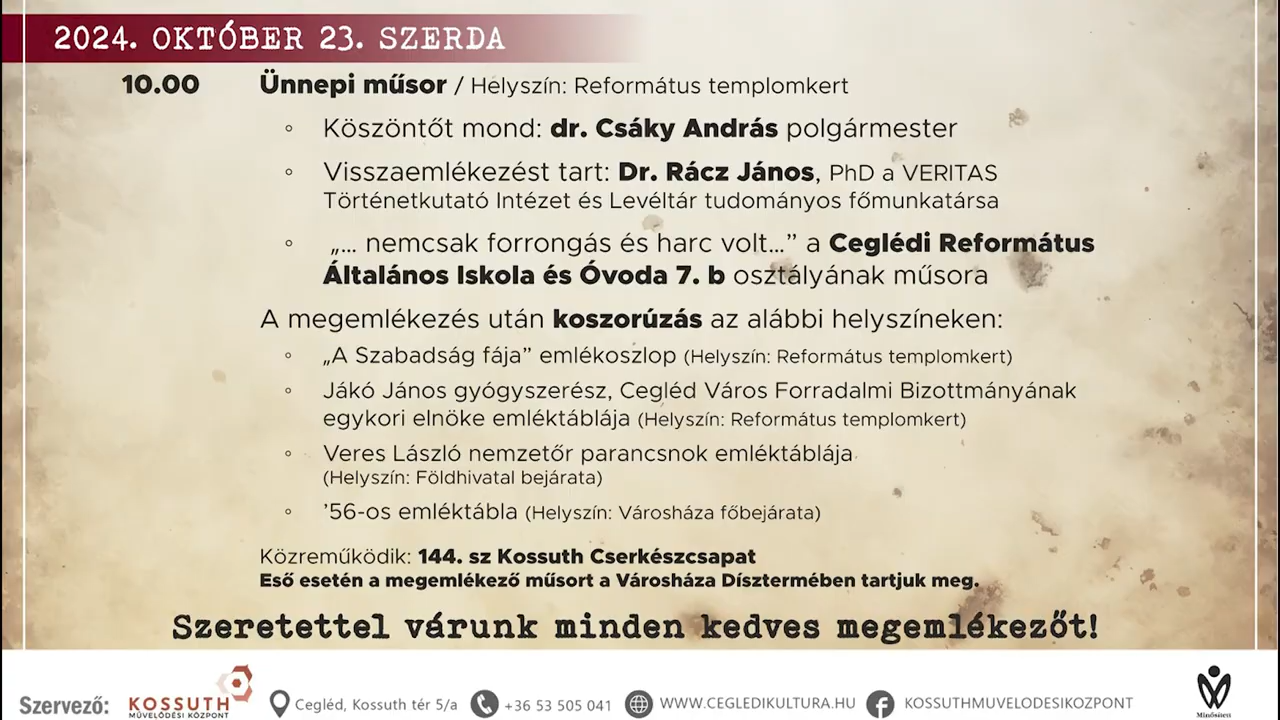 2024. OKTÓBER 23. SZERDA
10.00 Ünnepi műsor / Helyszín: Református templomkert
◦ Köszöntőt mond: dr. Csáky András polgármester
◦ Visszaemlékezést tart: Dr. Rácz János, PhD a VERITAS
Történetkutató Intézet és Levéltár tudományos főmunkatársa
◦ „... nemcsak forrongás és harc volt...” a Ceglédi Református
Általános Iskola és Óvoda 7. b osztályának műsora
A megemlékezés után koszorúzás az alábbi helyszíneken:
◦ „A Szabadság fája” emlékoszlop (Helyszín: Református templomkert)
◦ Jákó János gyógyszerész, Cegléd Város Forradalmi Bizottmányának
egykori elnöke emléktáblája (Helyszín: Református templomkert)
◦ Veres László nemzetőr parancsnok emléktáblája
(Helyszín: Földhivatal bejárata)
◦ ’56-os emléktábla (Helyszín: Városháza főbejárata)
Közreműködik: 144. sz Kossuth Cserkészcsapat
Eső esetén a megemlékező műsort a Városháza Dísztermében tartjuk meg.
Szeretettel várunk minden kedves megemlékezőt!
Szervező: KOSSUTH MŰVELŐDÉSI KÖZPONT Cegléd, Kossuth tér 5/a +36 53 505 041 WWW.CEGLEDIKULTURA.HU KOSSUTHMUVELODESIKOZPONT
Minősített